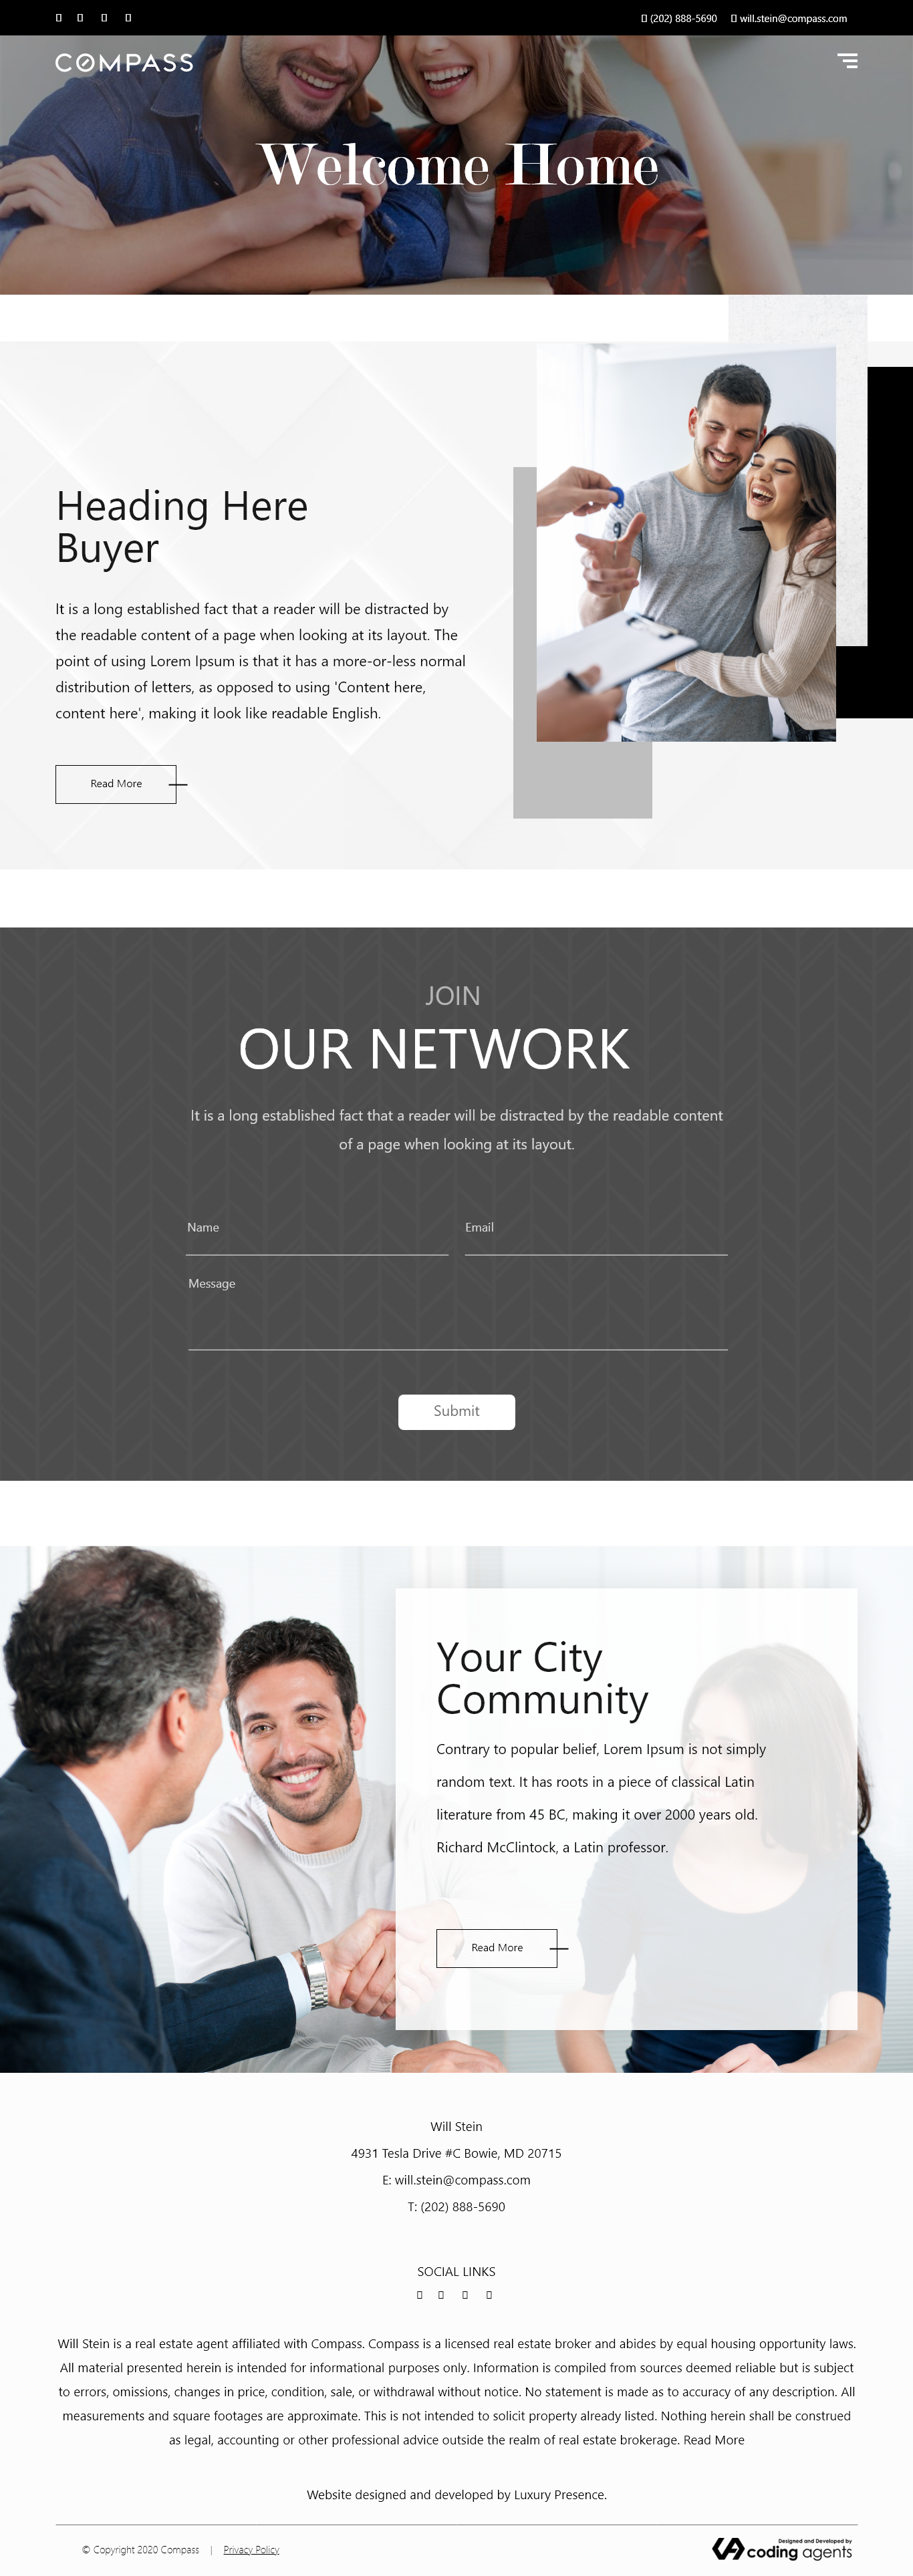 (202) 888-5690 will.stein@compass.com
COMPASS
Welcome Home
Heading Here
Buyer
It is a long established fact that a reader will be distracted by
the readable content of a page when looking at its layout. The
point of using Lorem Ipsum is that it has a more-or-less normal
distribution of letters, as opposed to using 'Content here,
content here', making it look like readable English.
Read More
JOIN
OUR NETWORK
It is a long established fact that a reader will be distracted by the readable content
of a page when looking at its layout.
Name Email
Message
Submit
Your City
Community
Contrary to popular belief, Lorem Ipsum is not simply
random text. It has roots in a piece of classical Latin
literature from 45 BC, making it over 2000 years old.
Richard McClintock, a Latin professor.
Read More
Will Stein
4931 Tesla Drive #C Bowie, MD 20715
E: will.stein@compass.com
T: (202) 888-5690
SOCIAL LINKS
Will Stein is a real estate agent affiliated with Compass. Compass is a licensed real estate broker and abides by equal housing opportunity laws.
All material presented herein is intended for informational purposes only. Information is compiled from sources deemed reliable but is subject
to errors, omissions, changes in price, condition, sale, or withdrawal without notice. No statement is made as to accuracy of any description. All
measurements and square footages are approximate. This is not intended to solicit property already listed. Nothing herein shall be construed
as legal, accounting or other professional advice outside the realm of real estate brokerage. Read More
Website designed and developed by Luxury Presence.
© Copyright 2020 Compass | Privacy Policy
Designed and Developed by
coding agents